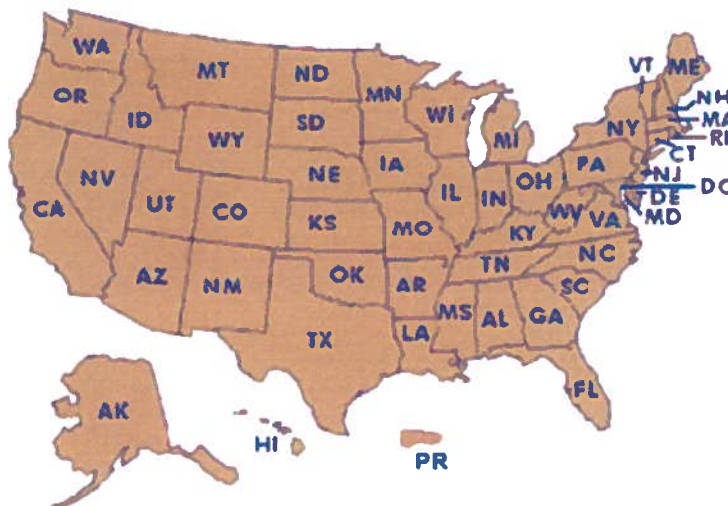 WA
MT
ND
MN
VT
ME
OR
ID
SD
WI
MI
NH
MA
RI
CT
NY
WY
IA
NE
PA
NJ
DC
DE
MD
NV
UT
CO
CA
KS
IL
IN
OH
WV
VA
MO
KY
NC
AZ
NM
OK
AR
TN
SC
MS
AL
GA
LA
TX
FL
AK
HI
PR